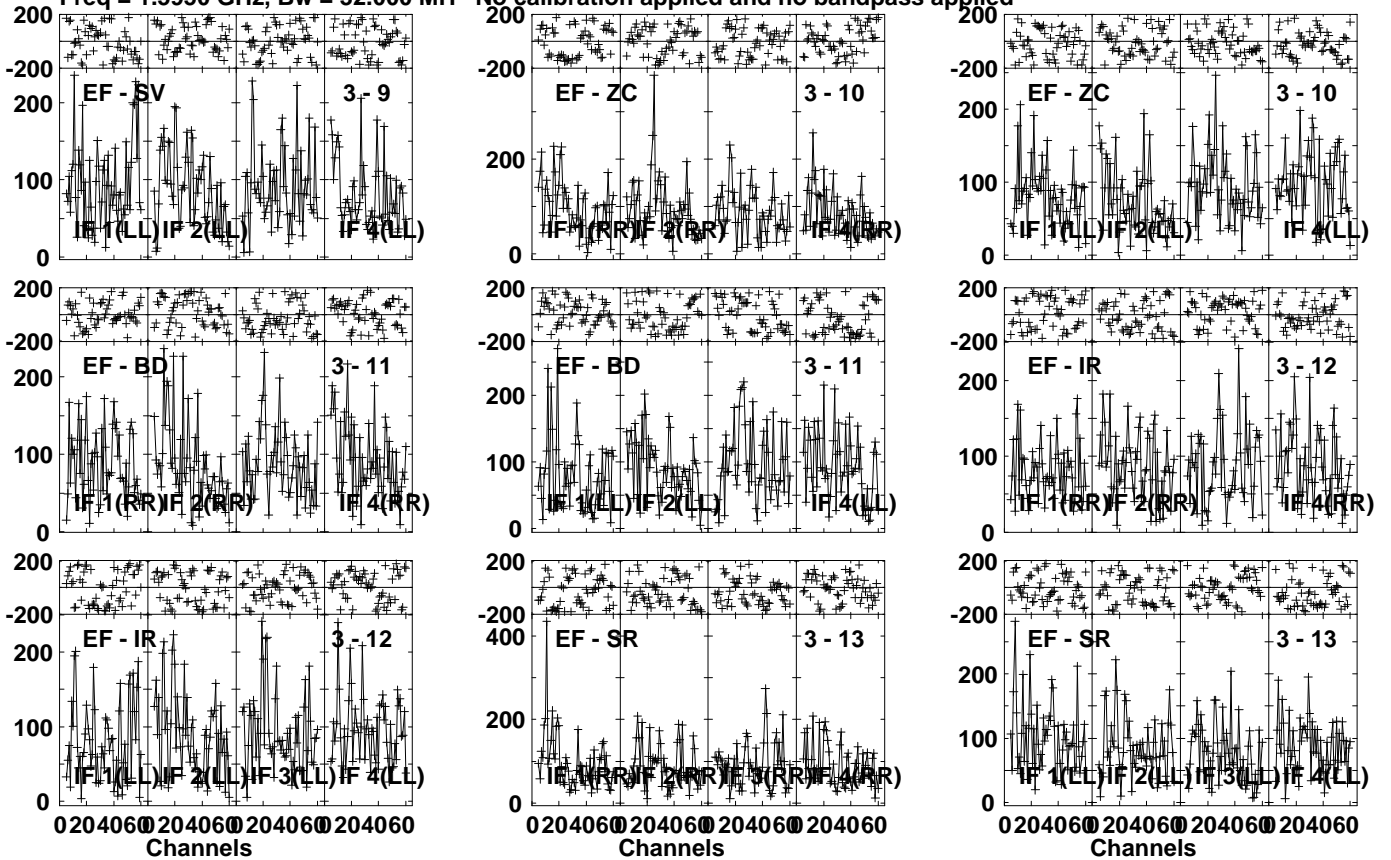 No calibration applied and no bandpass applied
200 200 200
-200 -200 -200
EF - SV 3 - 9 EF - ZC 3 - 10 EF - ZC 3 - 10
200 200 200
100 100
IF 1(LL) IF 2(LL) IF 4(LL) IF 1(RR) IF 2(RR) IF 4(RR) IF 1(LL) IF 2(LL) IF 4(LL)
0 0 0
200 200 200
-200 -200 -200
EF - BD 3 - 11 EF - BD 3 - 11 EF - IR 3 - 12
200 200 200
100 100 100
IF 1(RR) IF 2(RR) IF 4(RR) IF 1(LL) IF 2(LL) IF 4(LL) IF 1(RR) IF 2(RR) IF 4(RR)
0 0 0
200 200 200
-200 -200 -200
EF - IR 3 - 12 EF - SR 3 - 13 EF - SR 3 - 13
400
200 200 200
100 100
IF 1(LL) IF 2(LL) IF 3(LL) IF 4(LL) IF 1(RR) IF 2(RR) IF 3(RR) IF 4(RR) IF 1(LL) IF 2(LL) IF 3(LL) IF 4(LL)
0 0 0
0 20 40 60 0 20 40 60 0 20 40 60 0 20 40 60 0 20 40 60 0 20 40 60 0 20 40 60 0 20 40 60 0 20 40 60 0 20 40 60 0 20 40 60 0 20 40 60
Channels Channels Channels